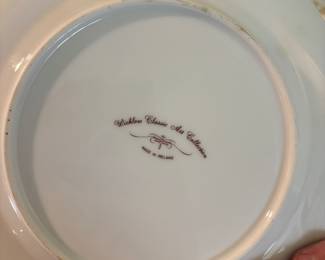 Wicklow Classic Art Collection
MADE IN IRELAND